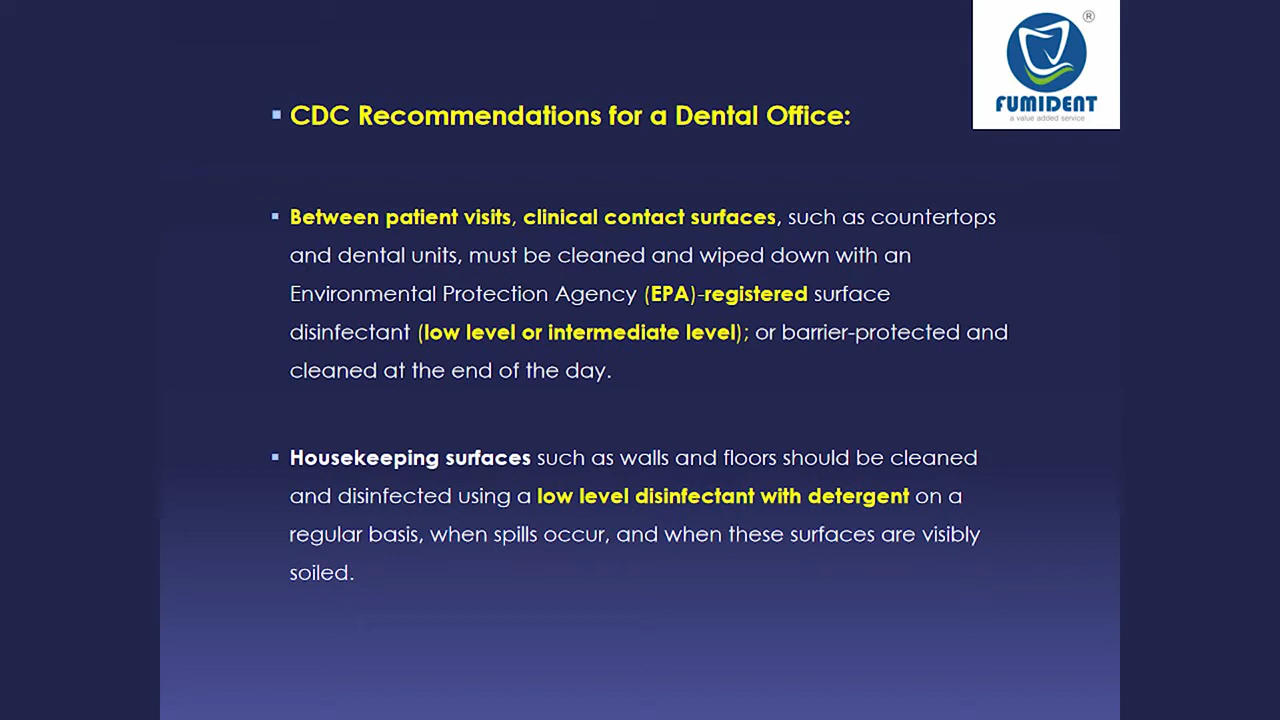 ®
FUMIDENT
a value added service
▪ CDC Recommendations for a Dental Office:
▪ Between patient visits, clinical contact surfaces, such as countertops
and dental units, must be cleaned and wiped down with an
Environmental Protection Agency (EPA)-registered surface
disinfectant (low level or intermediate level); or barrier-protected and
cleaned at the end of the day.
▪ Housekeeping surfaces such as walls and floors should be cleaned
and disinfected using a low level disinfectant with detergent on a
regular basis, when spills occur, and when these surfaces are visibly
soiled.